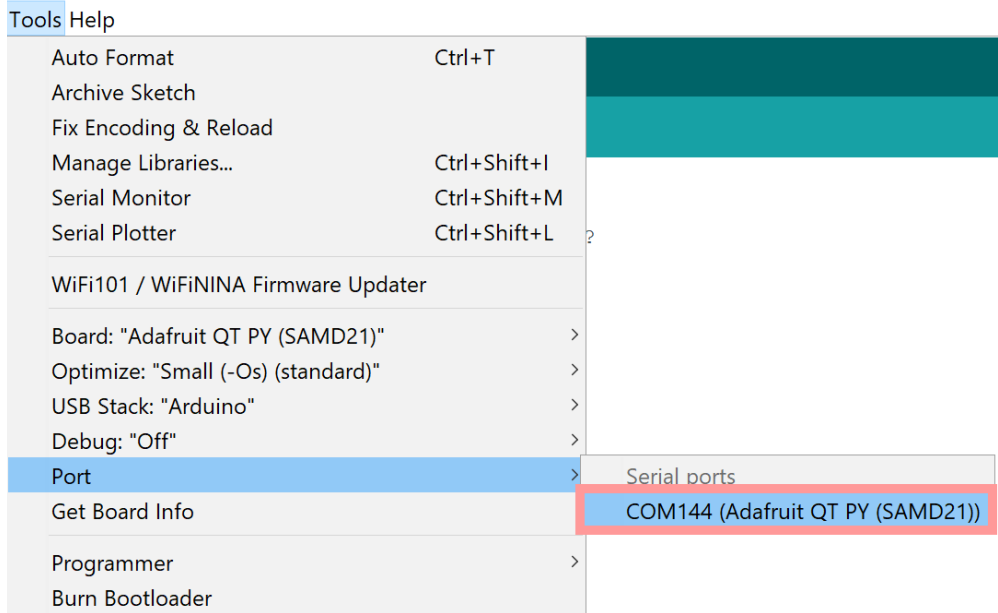 Tools Help
Auto Format Ctrl+T
Archive Sketch
Fix Encoding & Reload
Manage Libraries... Ctrl+Shift+I
Serial Monitor Ctrl+Shift+M
Serial Plotter Ctrl+Shift+L
?
WiFi101 / WiFiNINA Firmware Updater
Board: "Adafruit QT PY (SAMD21)"
Optimize: "Small (-Os) (standard)"
USB Stack: "Arduino"
Debug: "Off"
Port Serial ports
Get Board Info COM144 (Adafruit QT PY (SAMD21))
Programmer
Burn Bootloader